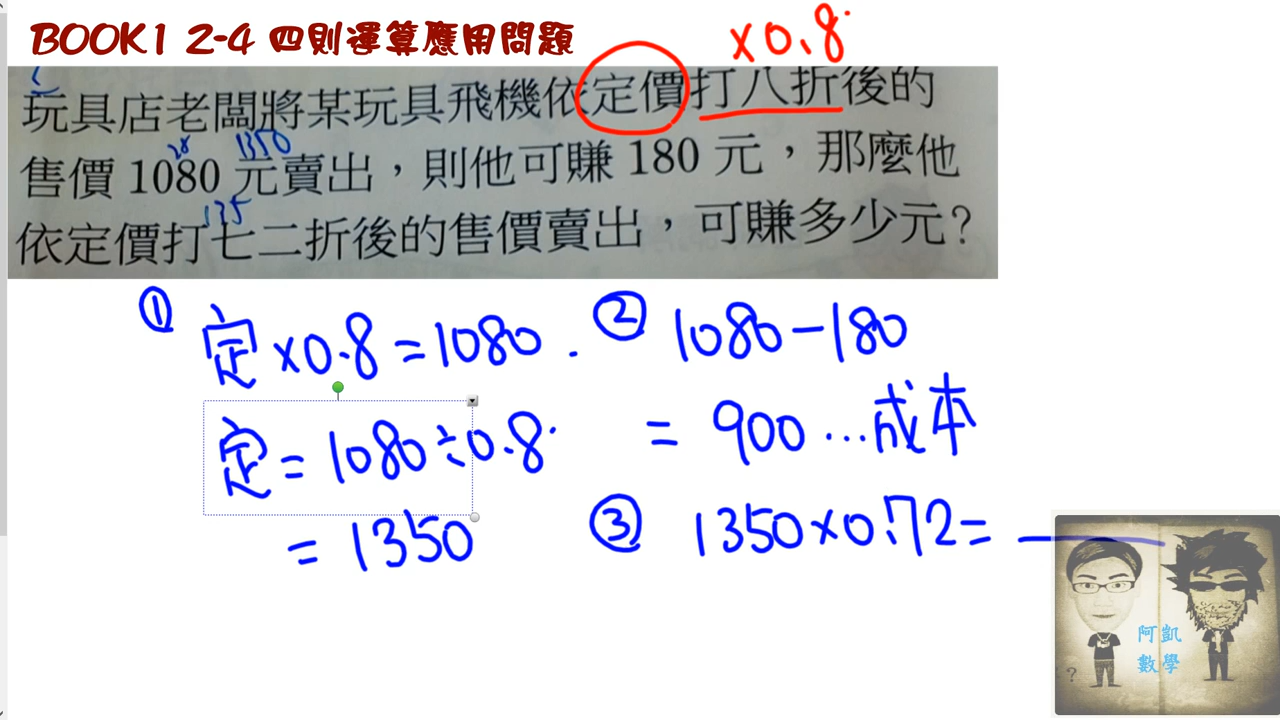 BOOK1 2-4 四則運算應用問題
×0.8
玩具店老闆將某玩具飛機依定價打八折後的
1350
售價 1080 元賣出，則他可賺 180 元，那麼他
135
依定價打七二折後的售價賣出，可賺多少元?
① 定×0.8=1080.
定=1080÷0.8
=1350
② 1080-180
=900...成本
③ 1350×0.72=
阿凱
數學
?